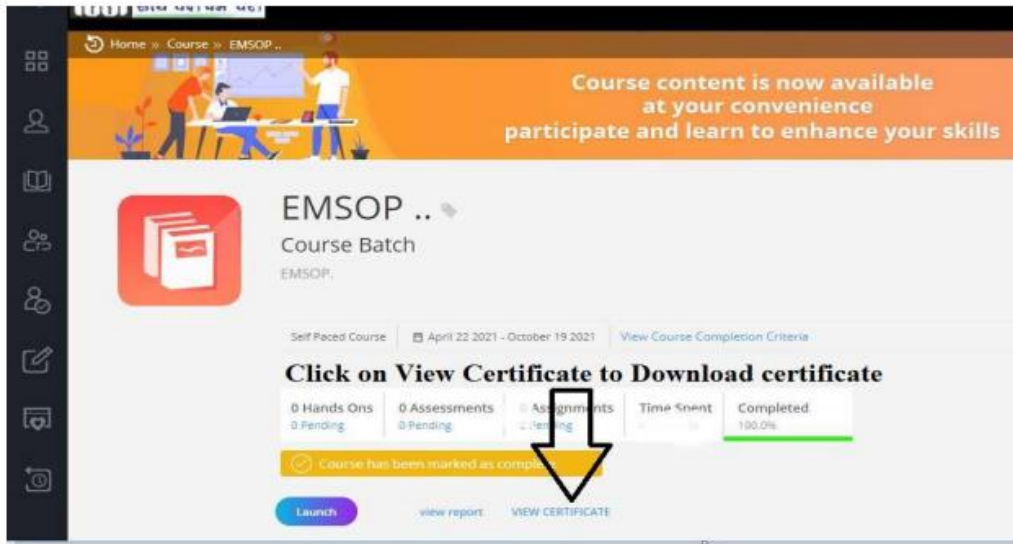 Home » Course » EMSOP ..
Course content is now available
at your convenience
participate and learn to enhance your skills
EMSOP ..
Course Batch
EMSOP.
Self Paced Course April 22 2021 - October 19 2021 View Course Completion Criteria
Click on View Certificate to Download certificate
0 Hands Ons 0 Assessments 0 Assignments Time Spent Completed
0 Pending 0 Pending Pending 100.0%
Course has been marked as complete
Launch view report VIEW CERTIFICATE